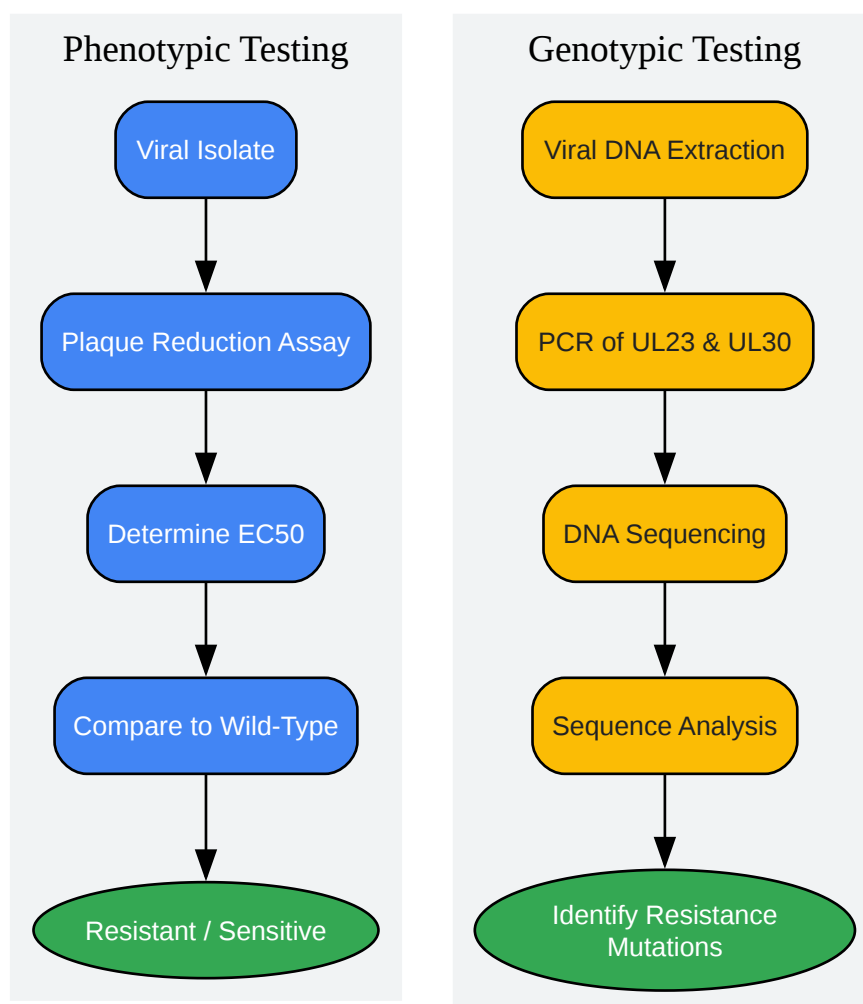 Phenotypic Testing
Viral Isolate
Plaque Reduction Assay
Determine EC50
Compare to Wild-Type
Resistant / Sensitive
Genotypic Testing
Viral DNA Extraction
PCR of UL23 & UL30
DNA Sequencing
Sequence Analysis
Identify Resistance
Mutations